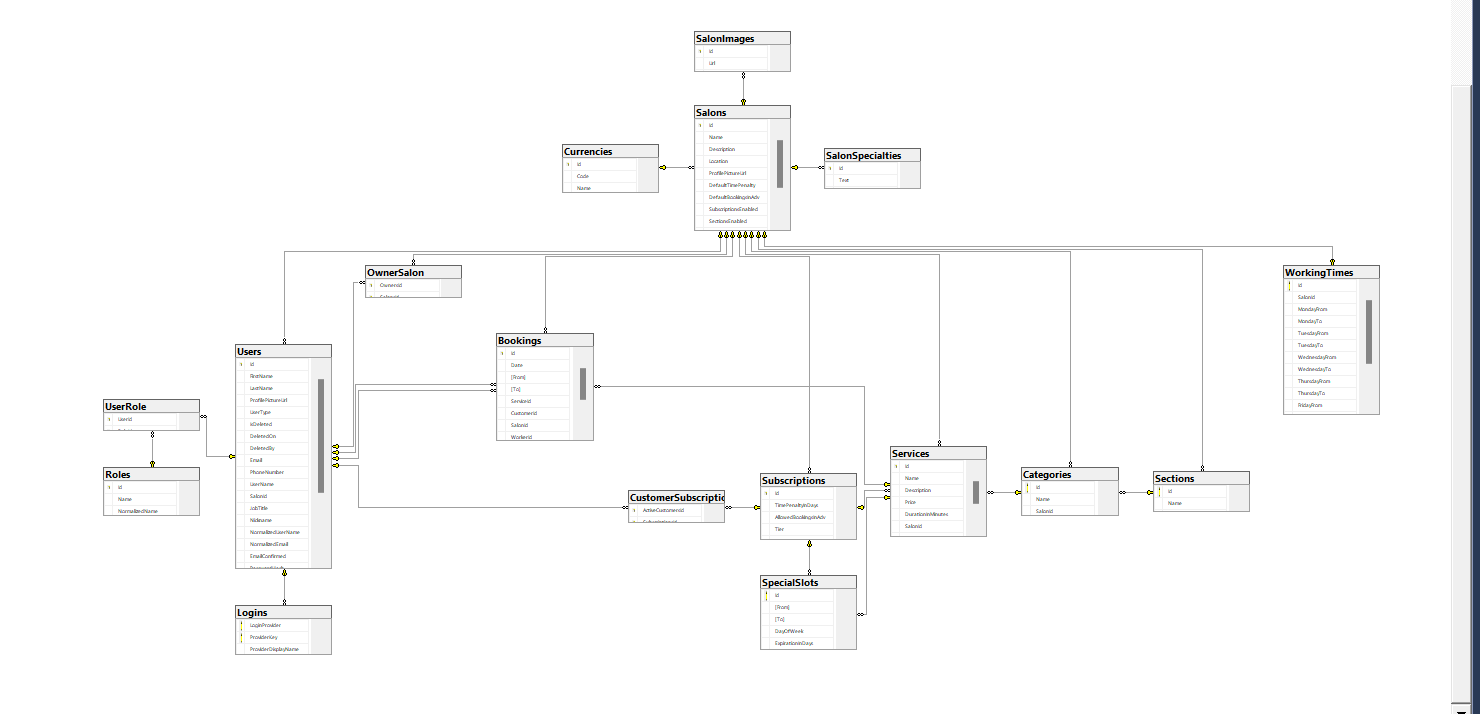 SalonImages
Id
Url
Salons
Id
Name
Description
Location
ProfilePictureUrl
DefaultTimePenalty
DefaultBookingsInAdv
SubscriptionsEnabled
SectionsEnabled
Currencies
Id
Code
Name
SalonSpecialties
Id
Text
OwnerSalon
OwnerId
SalonId
WorkingTimes
Id
SalonId
MondayFrom
MondayTo
TuesdayFrom
TuesdayTo
WednesdayFrom
WednesdayTo
ThursdayFrom
ThursdayTo
FridayFrom
Bookings
Id
Date
[From]
[To]
ServiceId
CustomerId
SalonId
WorkerId
Users
Id
FirstName
LastName
ProfilePictureUrl
UserType
IsDeleted
DeletedOn
DeletedBy
Email
PhoneNumber
UserName
SalonId
JobTitle
Nickname
NormalizedUserName
NormalizedEmail
EmailConfirmed
UserRole
UserId
Roles
Id
Name
NormalizedName
Services
Id
Name
Description
Price
DurationInMinutes
SalonId
Categories
Id
Name
SalonId
Sections
Id
Name
Subscriptions
Id
TimePenaltyInDays
AllowedBookingsInAdv
Tier
CustomerSubscriptio
ActiveCustomerId
SpecialSlots
Id
[From]
[To]
DayOfWeek
ExpirationInDays
Logins
LoginProvider
ProviderKey
ProviderDisplayName